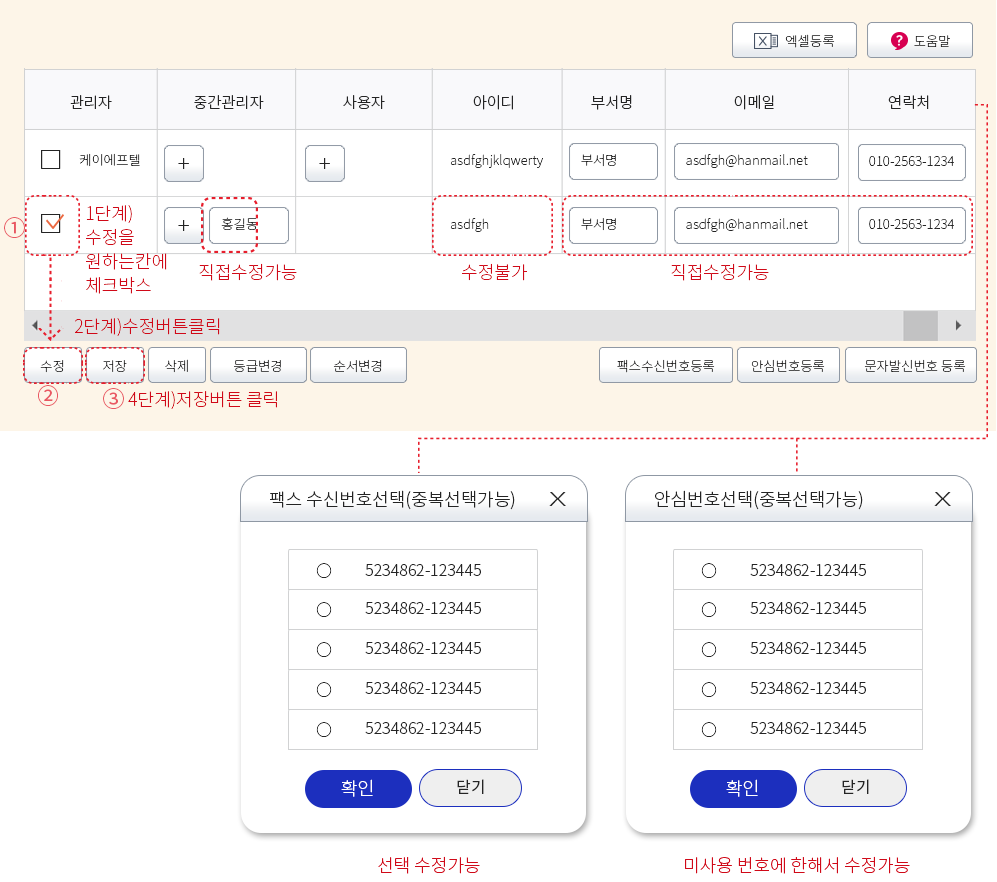 엑셀등록
? 도움말
관리자 중간관리자 사용자 아이디 부서명 이메일 연락처
케이에프텔 + + asdfghjklqwerty 부서명 asdfgh@hanmail.net 010-2563-1234
① 1단계)
수정을
원하는칸에
체크박스
+ 홍길동 asdfgh 부서명 asdfgh@hanmail.net 010-2563-1234
직접수정가능 수정불가 직접수정가능
2단계)수정버튼클릭
수정 저장 삭제 등급변경 순서변경 팩스수신번호등록 안심번호등록 문자발신번호 등록
② ③ 4단계)저장버튼 클릭
팩스 수신번호선택(중복선택가능)
5234862-123445
5234862-123445
5234862-123445
5234862-123445
5234862-123445
확인 닫기
선택 수정가능
안심번호선택(중복선택가능)
5234862-123445
5234862-123445
5234862-123445
5234862-123445
5234862-123445
확인 닫기
미사용 번호에 한해서 수정가능